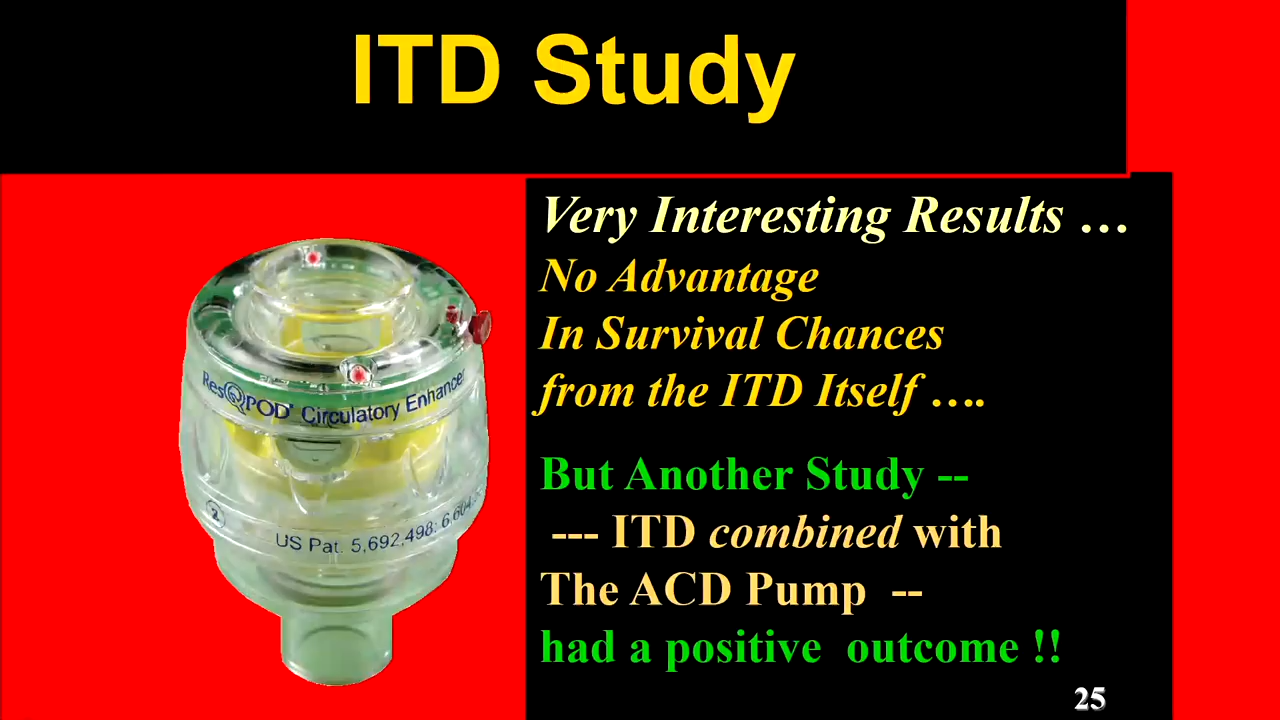 ITD Study
Very Interesting Results …
No Advantage
In Survival Chances
from the ITD Itself ….
But Another Study --
--- ITD combined with
The ACD Pump --
had a positive outcome !!
ResQPOD® Circulatory Enhancer
2
US Pat. 5,692,498;
25